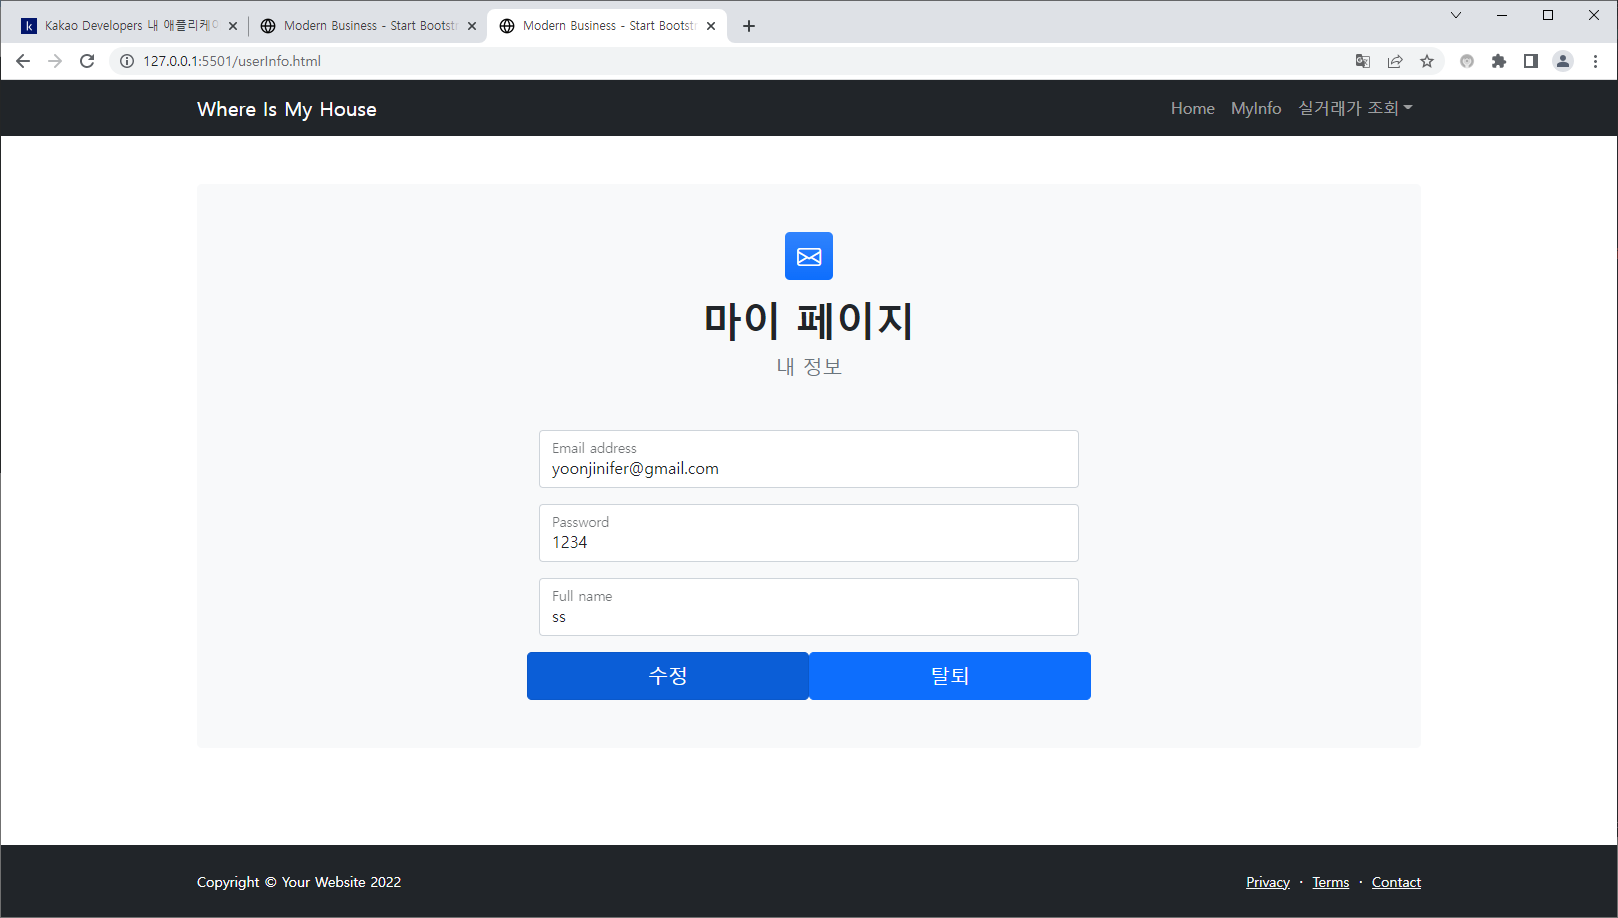 Kakao Developers 내 애플리케이
Modern Business - Start Bootstr
Modern Business - Start Bootstr
127.0.0.1:5501/userInfo.html
Where Is My House
Home MyInfo 실거래가 조회
마이 페이지
내 정보
Email address
yoonjinifer@gmail.com
Password
1234
Full name
ss
수정 탈퇴
Copyright © Your Website 2022
Privacy · Terms · Contact